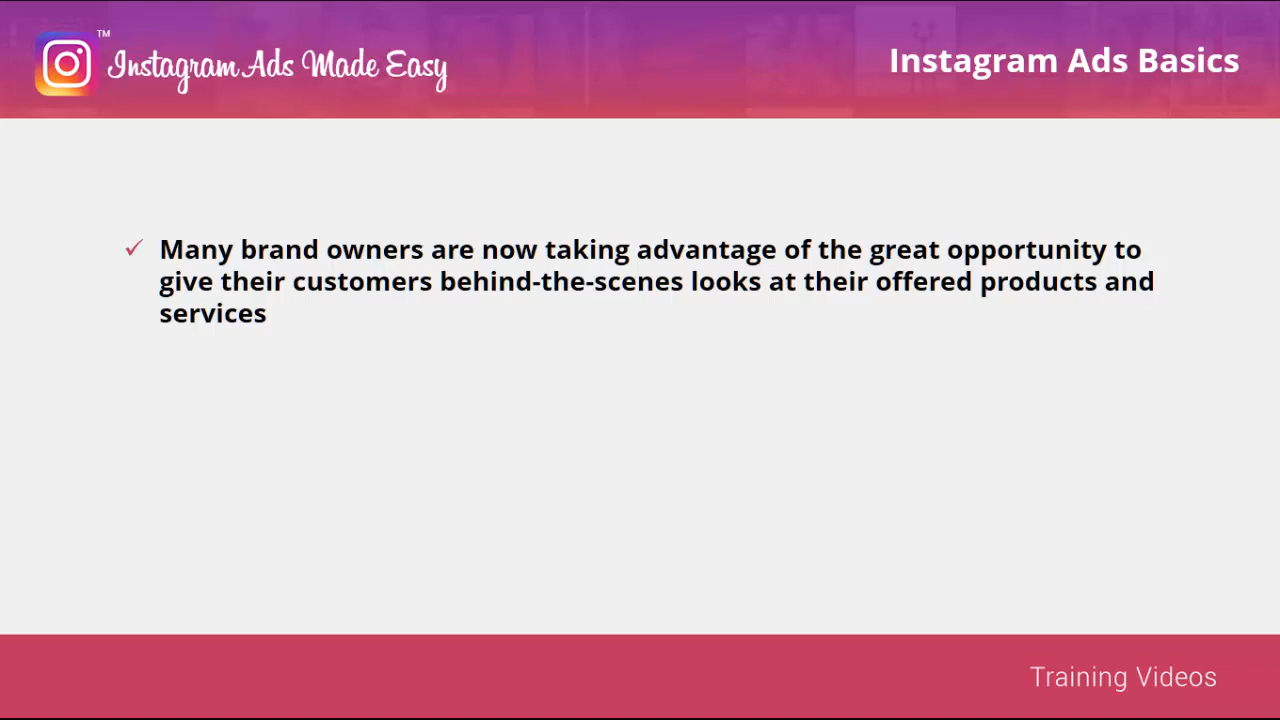 TM
Instagram Ads Made Easy
Instagram Ads Basics
✓ Many brand owners are now taking advantage of the great opportunity to
give their customers behind-the-scenes looks at their offered products and
services
Training Videos